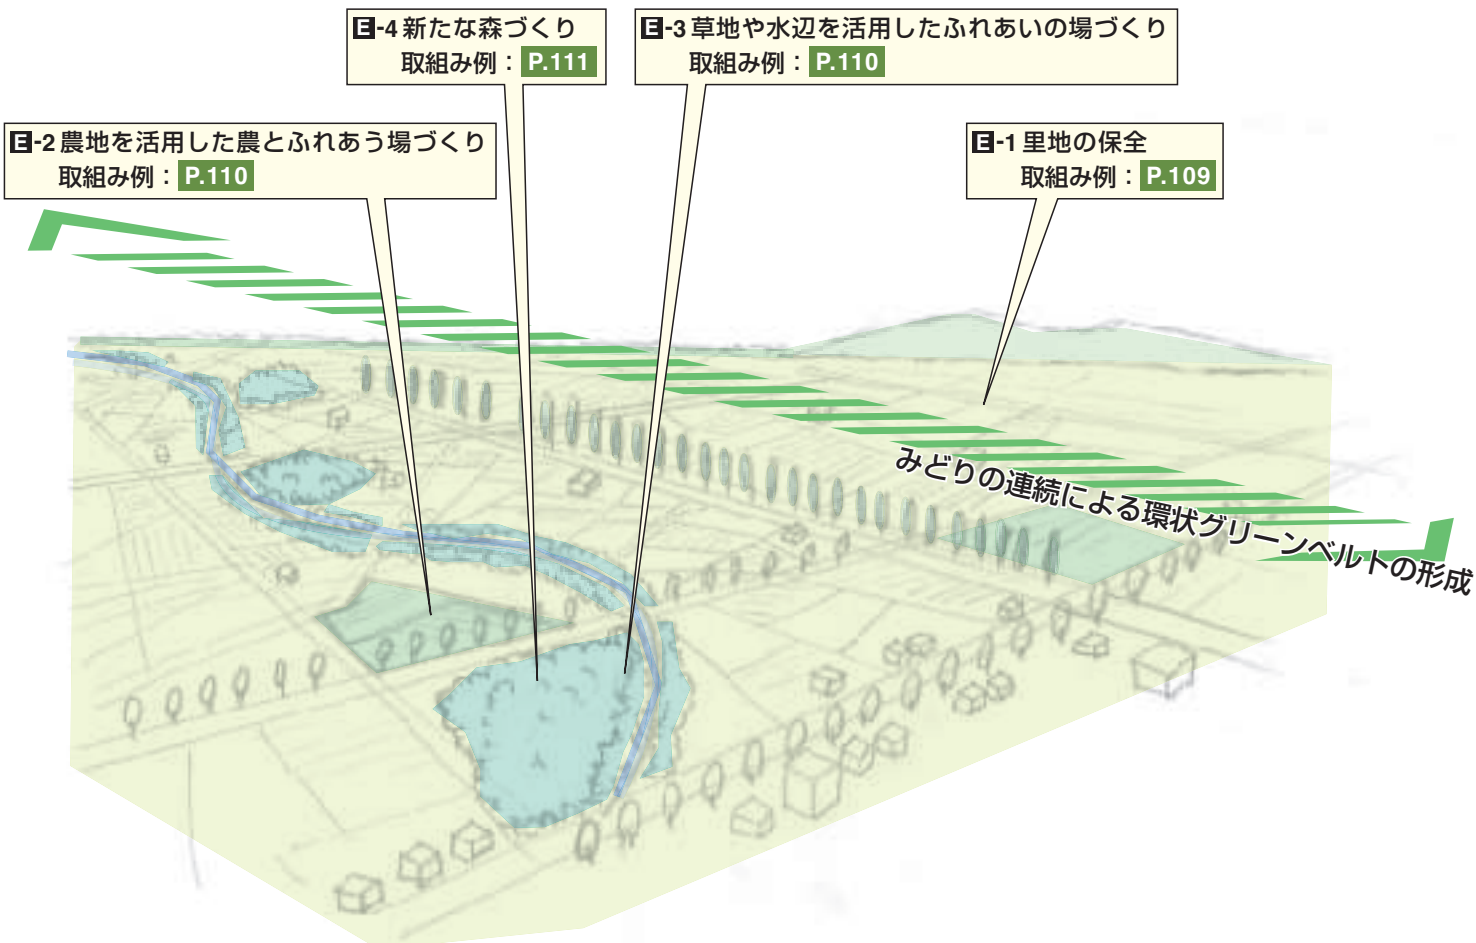 E-4 新たな森づくり
取組み例：P.111
E-3 草地や水辺を活用したふれあいの場づくり
取組み例：P.110
E-2 農地を活用した農とふれあう場づくり
取組み例：P.110
E-1 里地の保全
取組み例：P.109
みどりの連続による環状グリーンベルトの形成